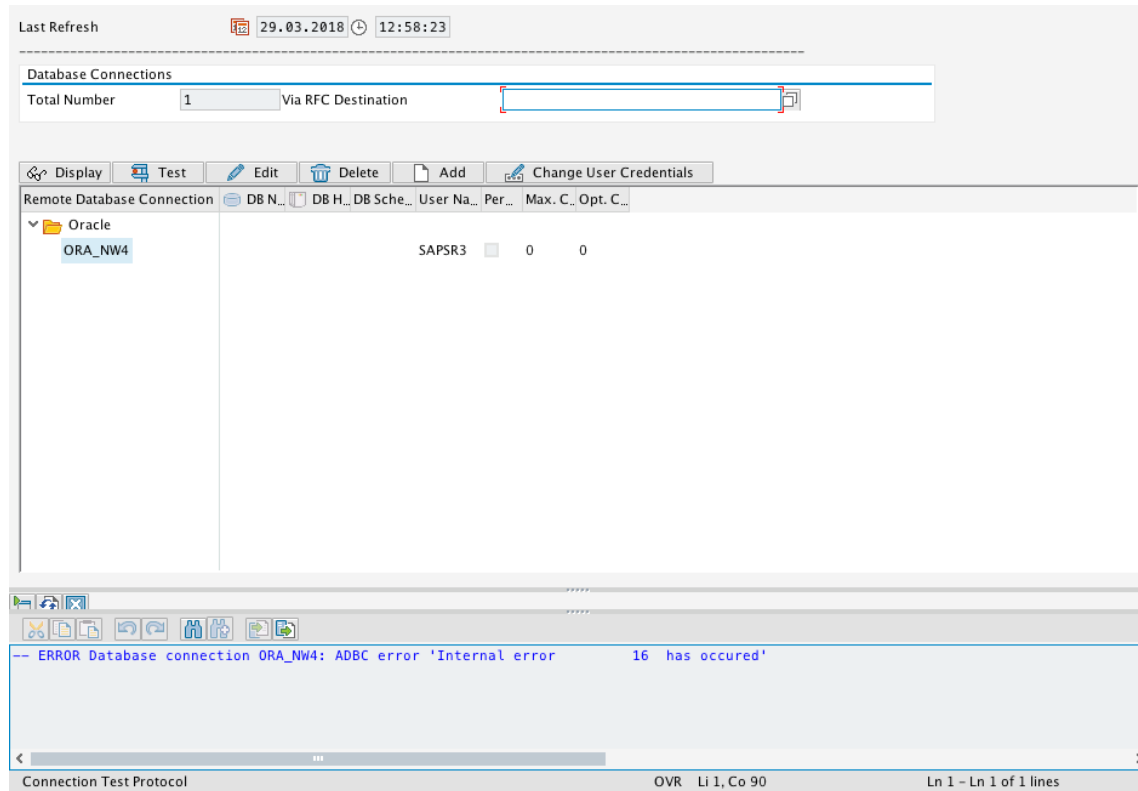 Last Refresh 29.03.2018 12:58:23
--------------------------------------------------------------------------------------------------------------
Database Connections
Total Number 1 Via RFC Destination
Display Test Edit Delete Add Change User Credentials
Remote Database Connection DB N... DB H... DB Sche... User Na... Per... Max. C... Opt. C...
Oracle
ORA_NW4 SAPSR3 0 0
-- ERROR Database connection ORA_NW4: ADBC error 'Internal error 16 has occured'
Connection Test Protocol OVR Li 1, Co 90 Ln 1 - Ln 1 of 1 lines